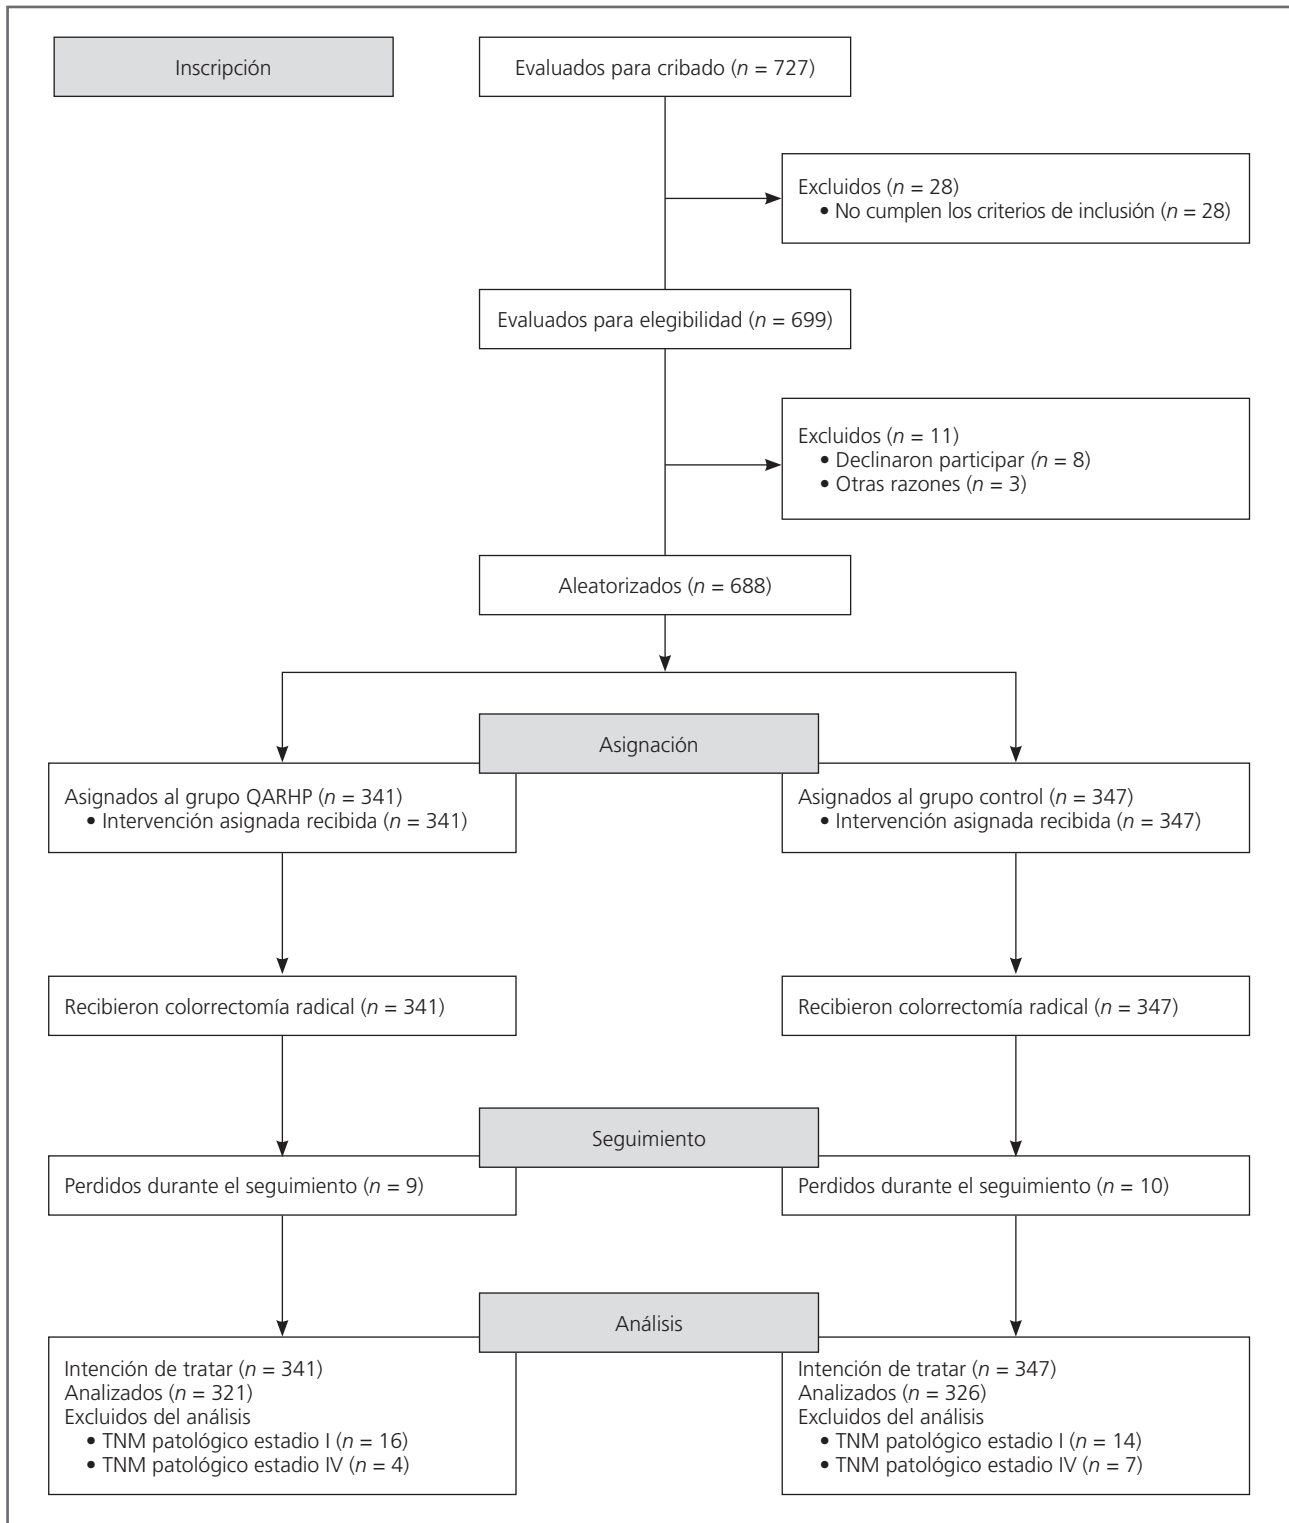 Inscripción
Evaluados para cribado (n = 727)
Excluidos (n = 28)
• No cumplen los criterios de inclusión (n = 28)
Evaluados para elegibilidad (n = 699)
Excluidos (n = 11)
• Declinaron participar (n = 8)
• Otras razones (n = 3)
Aleatorizados (n = 688)
Asignación
Asignados al grupo QARHP (n = 341)
• Intervención asignada recibida (n = 341)
Asignados al grupo control (n = 347)
• Intervención asignada recibida (n = 347)
Recibieron colorrectomía radical (n = 341)
Recibieron colorrectomía radical (n = 347)
Seguimiento
Perdidos durante el seguimiento (n = 9)
Perdidos durante el seguimiento (n = 10)
Análisis
Intención de tratar (n = 341)
Analizados (n = 321)
Excluidos del análisis
• TNM patológico estadio I (n = 16)
• TNM patológico estadio IV (n = 4)
Intención de tratar (n = 347)
Analizados (n = 326)
Excluidos del análisis
• TNM patológico estadio I (n = 14)
• TNM patológico estadio IV (n = 7)